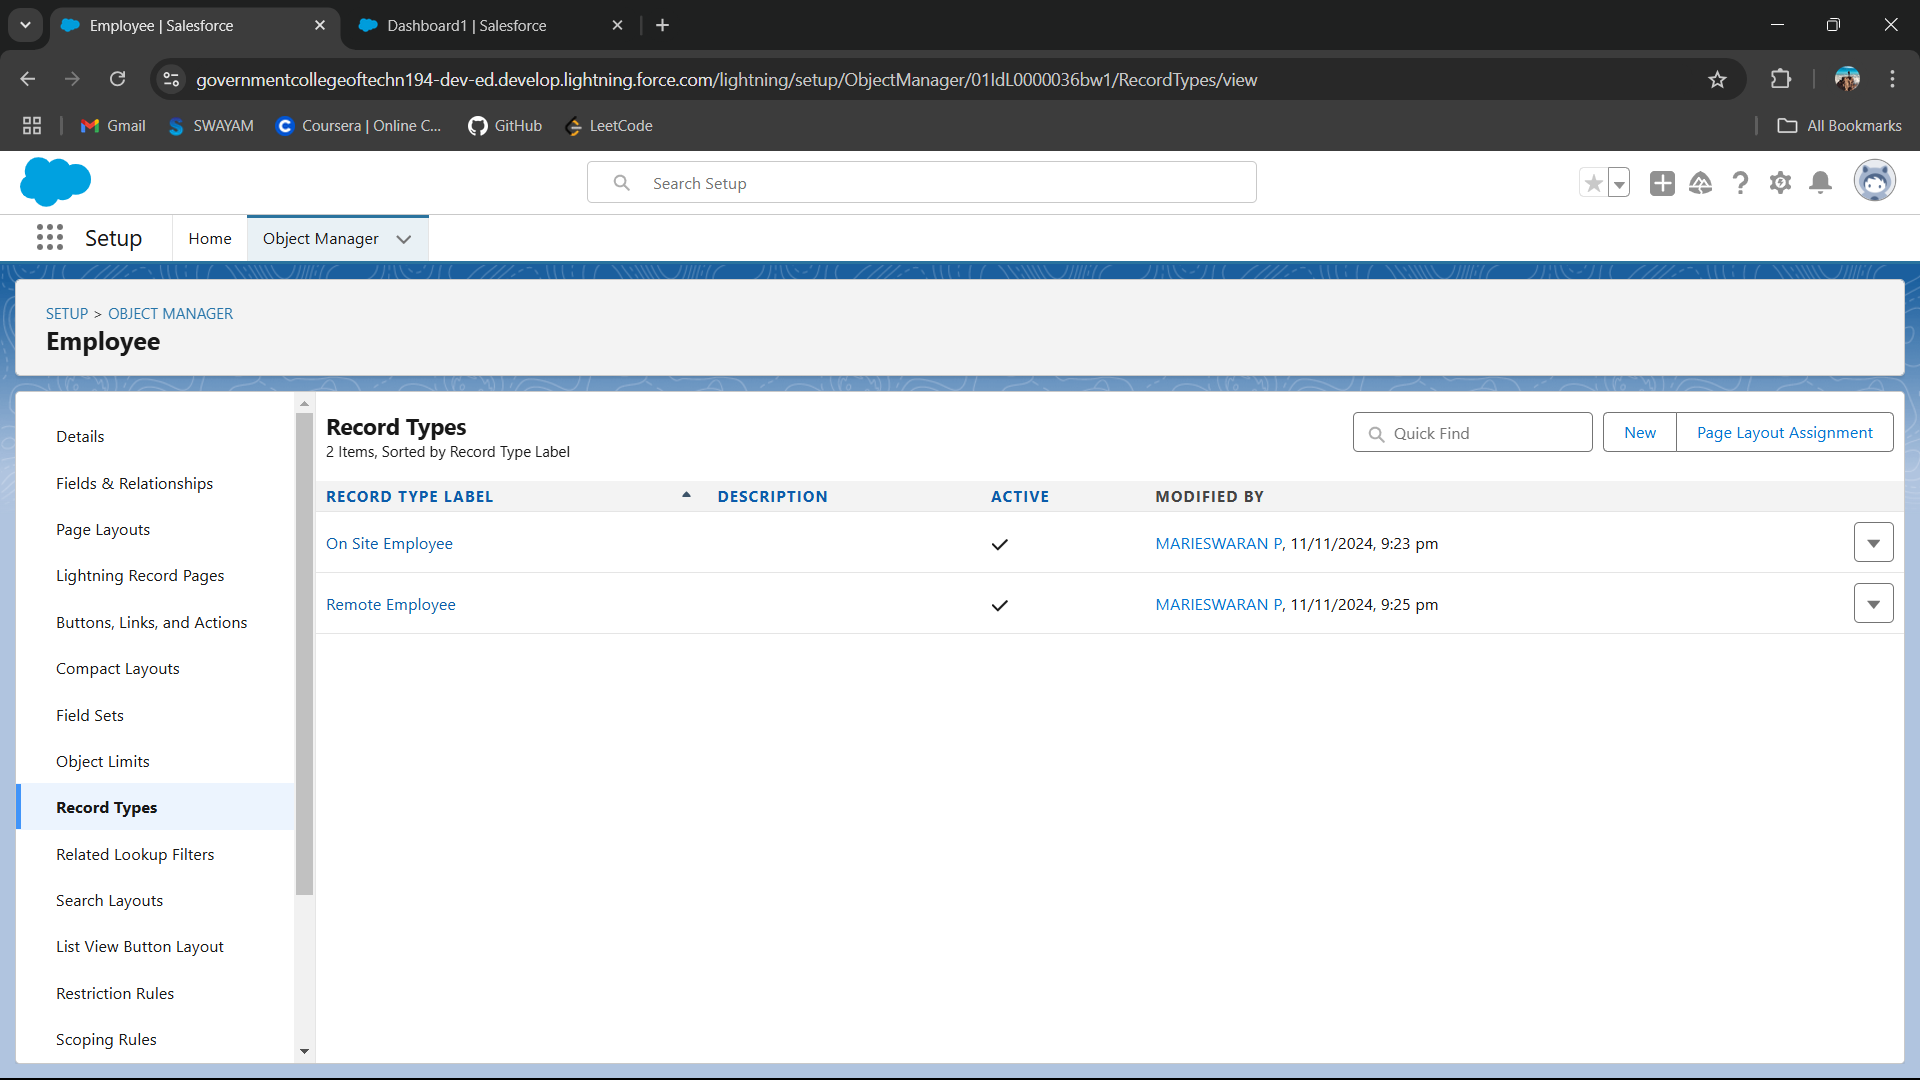 Employee | Salesforce
Dashboard1 | Salesforce
governmentcollegeoftechn194-dev-ed.develop.lightning.force.com/lightning/setup/ObjectManager/01IdL0000036bw1/RecordTypes/view
Gmail
SWAYAM
Coursera | Online C...
GitHub
LeetCode
All Bookmarks
Search Setup
Setup
Home
Object Manager
SETUP > OBJECT MANAGER
Employee
Details
Fields & Relationships
Page Layouts
Lightning Record Pages
Buttons, Links, and Actions
Compact Layouts
Field Sets
Object Limits
Record Types
Related Lookup Filters
Search Layouts
List View Button Layout
Restriction Rules
Scoping Rules
Record Types
2 Items, Sorted by Record Type Label
Quick Find
New
Page Layout Assignment
RECORD TYPE LABEL DESCRIPTION ACTIVE MODIFIED BY
On Site Employee MARIESWARAN P, 11/11/2024, 9:23 pm
Remote Employee MARIESWARAN P, 11/11/2024, 9:25 pm